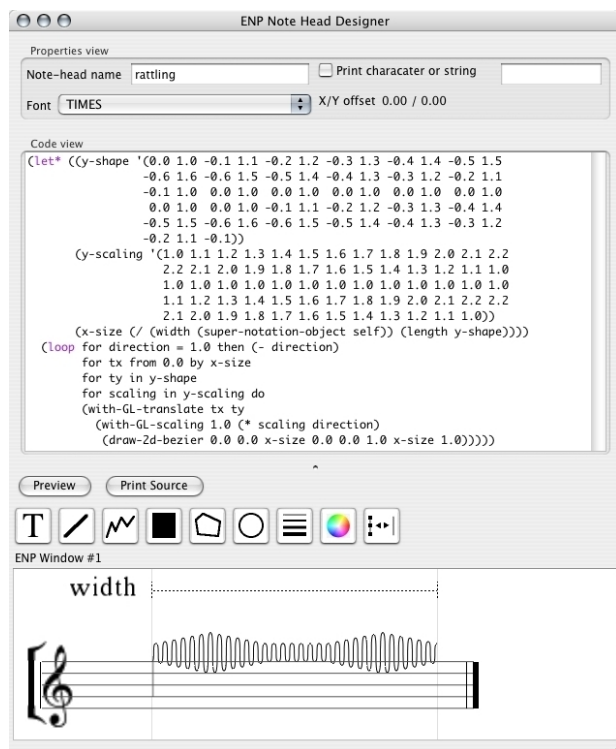 ENP Note Head Designer
Properties view
Note-head name rattling Print characater or string
Font TIMES X/Y offset 0.00 / 0.00
Code view
(let* ((y-shape '(0.0 1.0 -0.1 1.1 -0.2 1.2 -0.3 1.3 -0.4 1.4 -0.5 1.5
-0.6 1.6 -0.6 1.5 -0.5 1.4 -0.4 1.3 -0.3 1.2 -0.2 1.1
-0.1 1.0 0.0 1.0 0.0 1.0 0.0 1.0 0.0 1.0 0.0 1.0
0.0 1.0 0.0 1.0 -0.1 1.1 -0.2 1.2 -0.3 1.3 -0.4 1.4
-0.5 1.5 -0.6 1.6 -0.6 1.5 -0.5 1.4 -0.4 1.3 -0.3 1.2
-0.2 1.1 -0.1))
(y-scaling '(1.0 1.1 1.2 1.3 1.4 1.5 1.6 1.7 1.8 1.9 2.0 2.1 2.2
2.2 2.1 2.0 1.9 1.8 1.7 1.6 1.5 1.4 1.3 1.2 1.1 1.0
1.0 1.0 1.0 1.0 1.0 1.0 1.0 1.0 1.0 1.0 1.0 1.0 1.0
1.1 1.2 1.3 1.4 1.5 1.6 1.7 1.8 1.9 2.0 2.1 2.2 2.2
2.1 2.0 1.9 1.8 1.7 1.6 1.5 1.4 1.3 1.2 1.1 1.0))
(x-size (/ (width (super-notation-object self)) (length y-shape))))
(loop for direction = 1.0 then (- direction)
for tx from 0.0 by x-size
for ty in y-shape
for scaling in y-scaling do
(with-GL-translate tx ty
(with-GL-scaling 1.0 (* scaling direction)
(draw-2d-bezier 0.0 0.0 x-size 0.0 0.0 1.0 x-size 1.0)))))
Preview Print Source
T
ENP Window #1
width